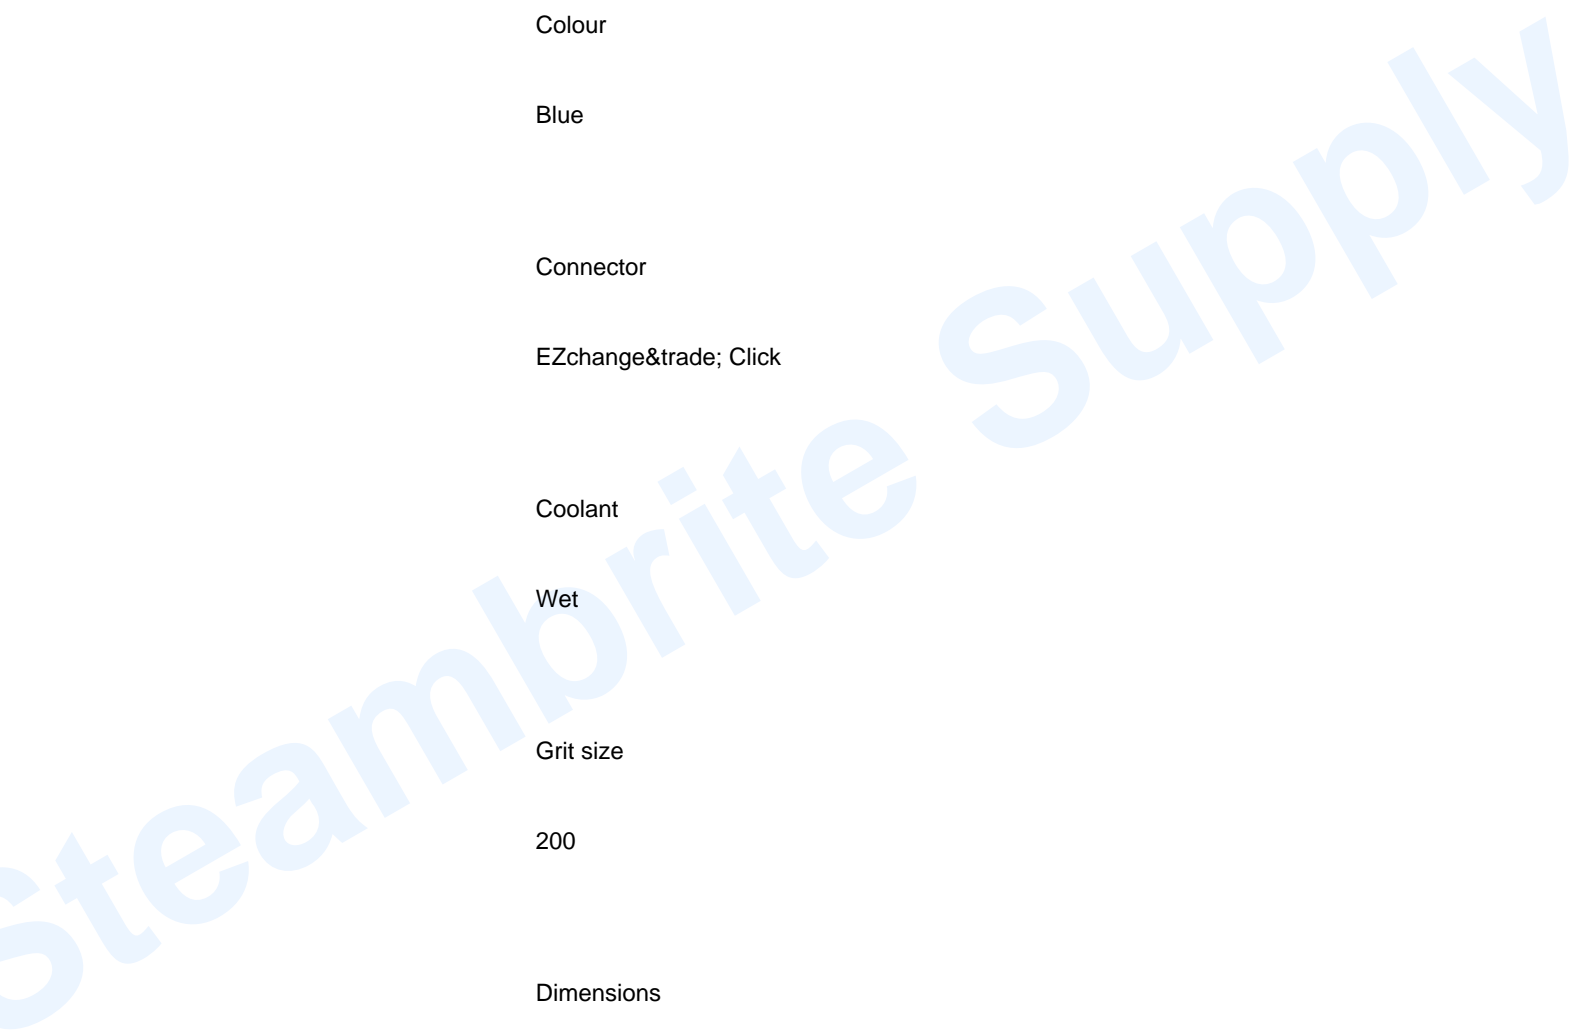 Colour
Blue
Connector
EZchange&trade; Click
Coolant
Wet
Grit size
200
Dimensions
Steambrite Supply